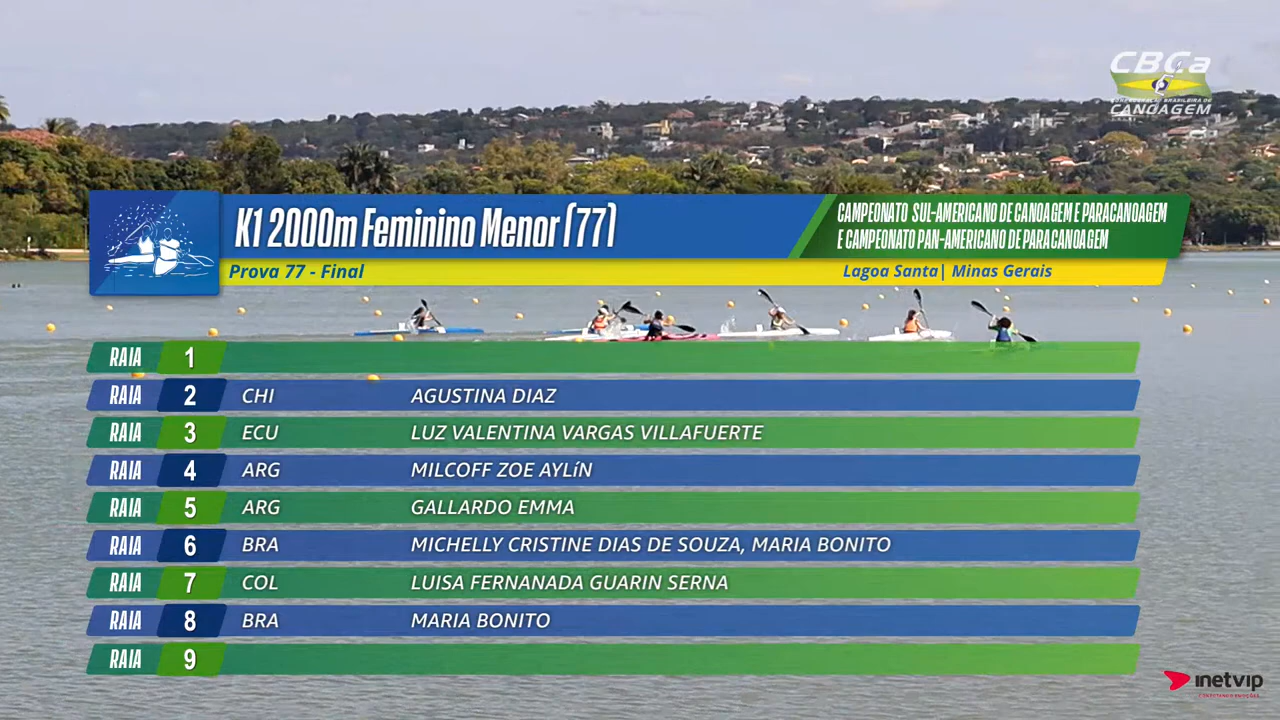 CBCa
CONFEDERAÇÃO BRASILEIRA DE
CANOAGEM
K1 2000m Feminino Menor (77)
CAMPEONATO SUL-AMERICANO DE CANOAGEM E PARACANOAGEM
E CAMPEONATO PAN-AMERICANO DE PARACANOAGEM
Prova 77 - Final
Lagoa Santa| Minas Gerais
RAIA 1
RAIA 2 CHI AGUSTINA DIAZ
RAIA 3 ECU LUZ VALENTINA VARGAS VILLAFUERTE
RAIA 4 ARG MILCOFF ZOE AYLíN
RAIA 5 ARG GALLARDO EMMA
RAIA 6 BRA MICHELLY CRISTINE DIAS DE SOUZA, MARIA BONITO
RAIA 7 COL LUISA FERNANADA GUARIN SERNA
RAIA 8 BRA MARIA BONITO
RAIA 9
inetvip